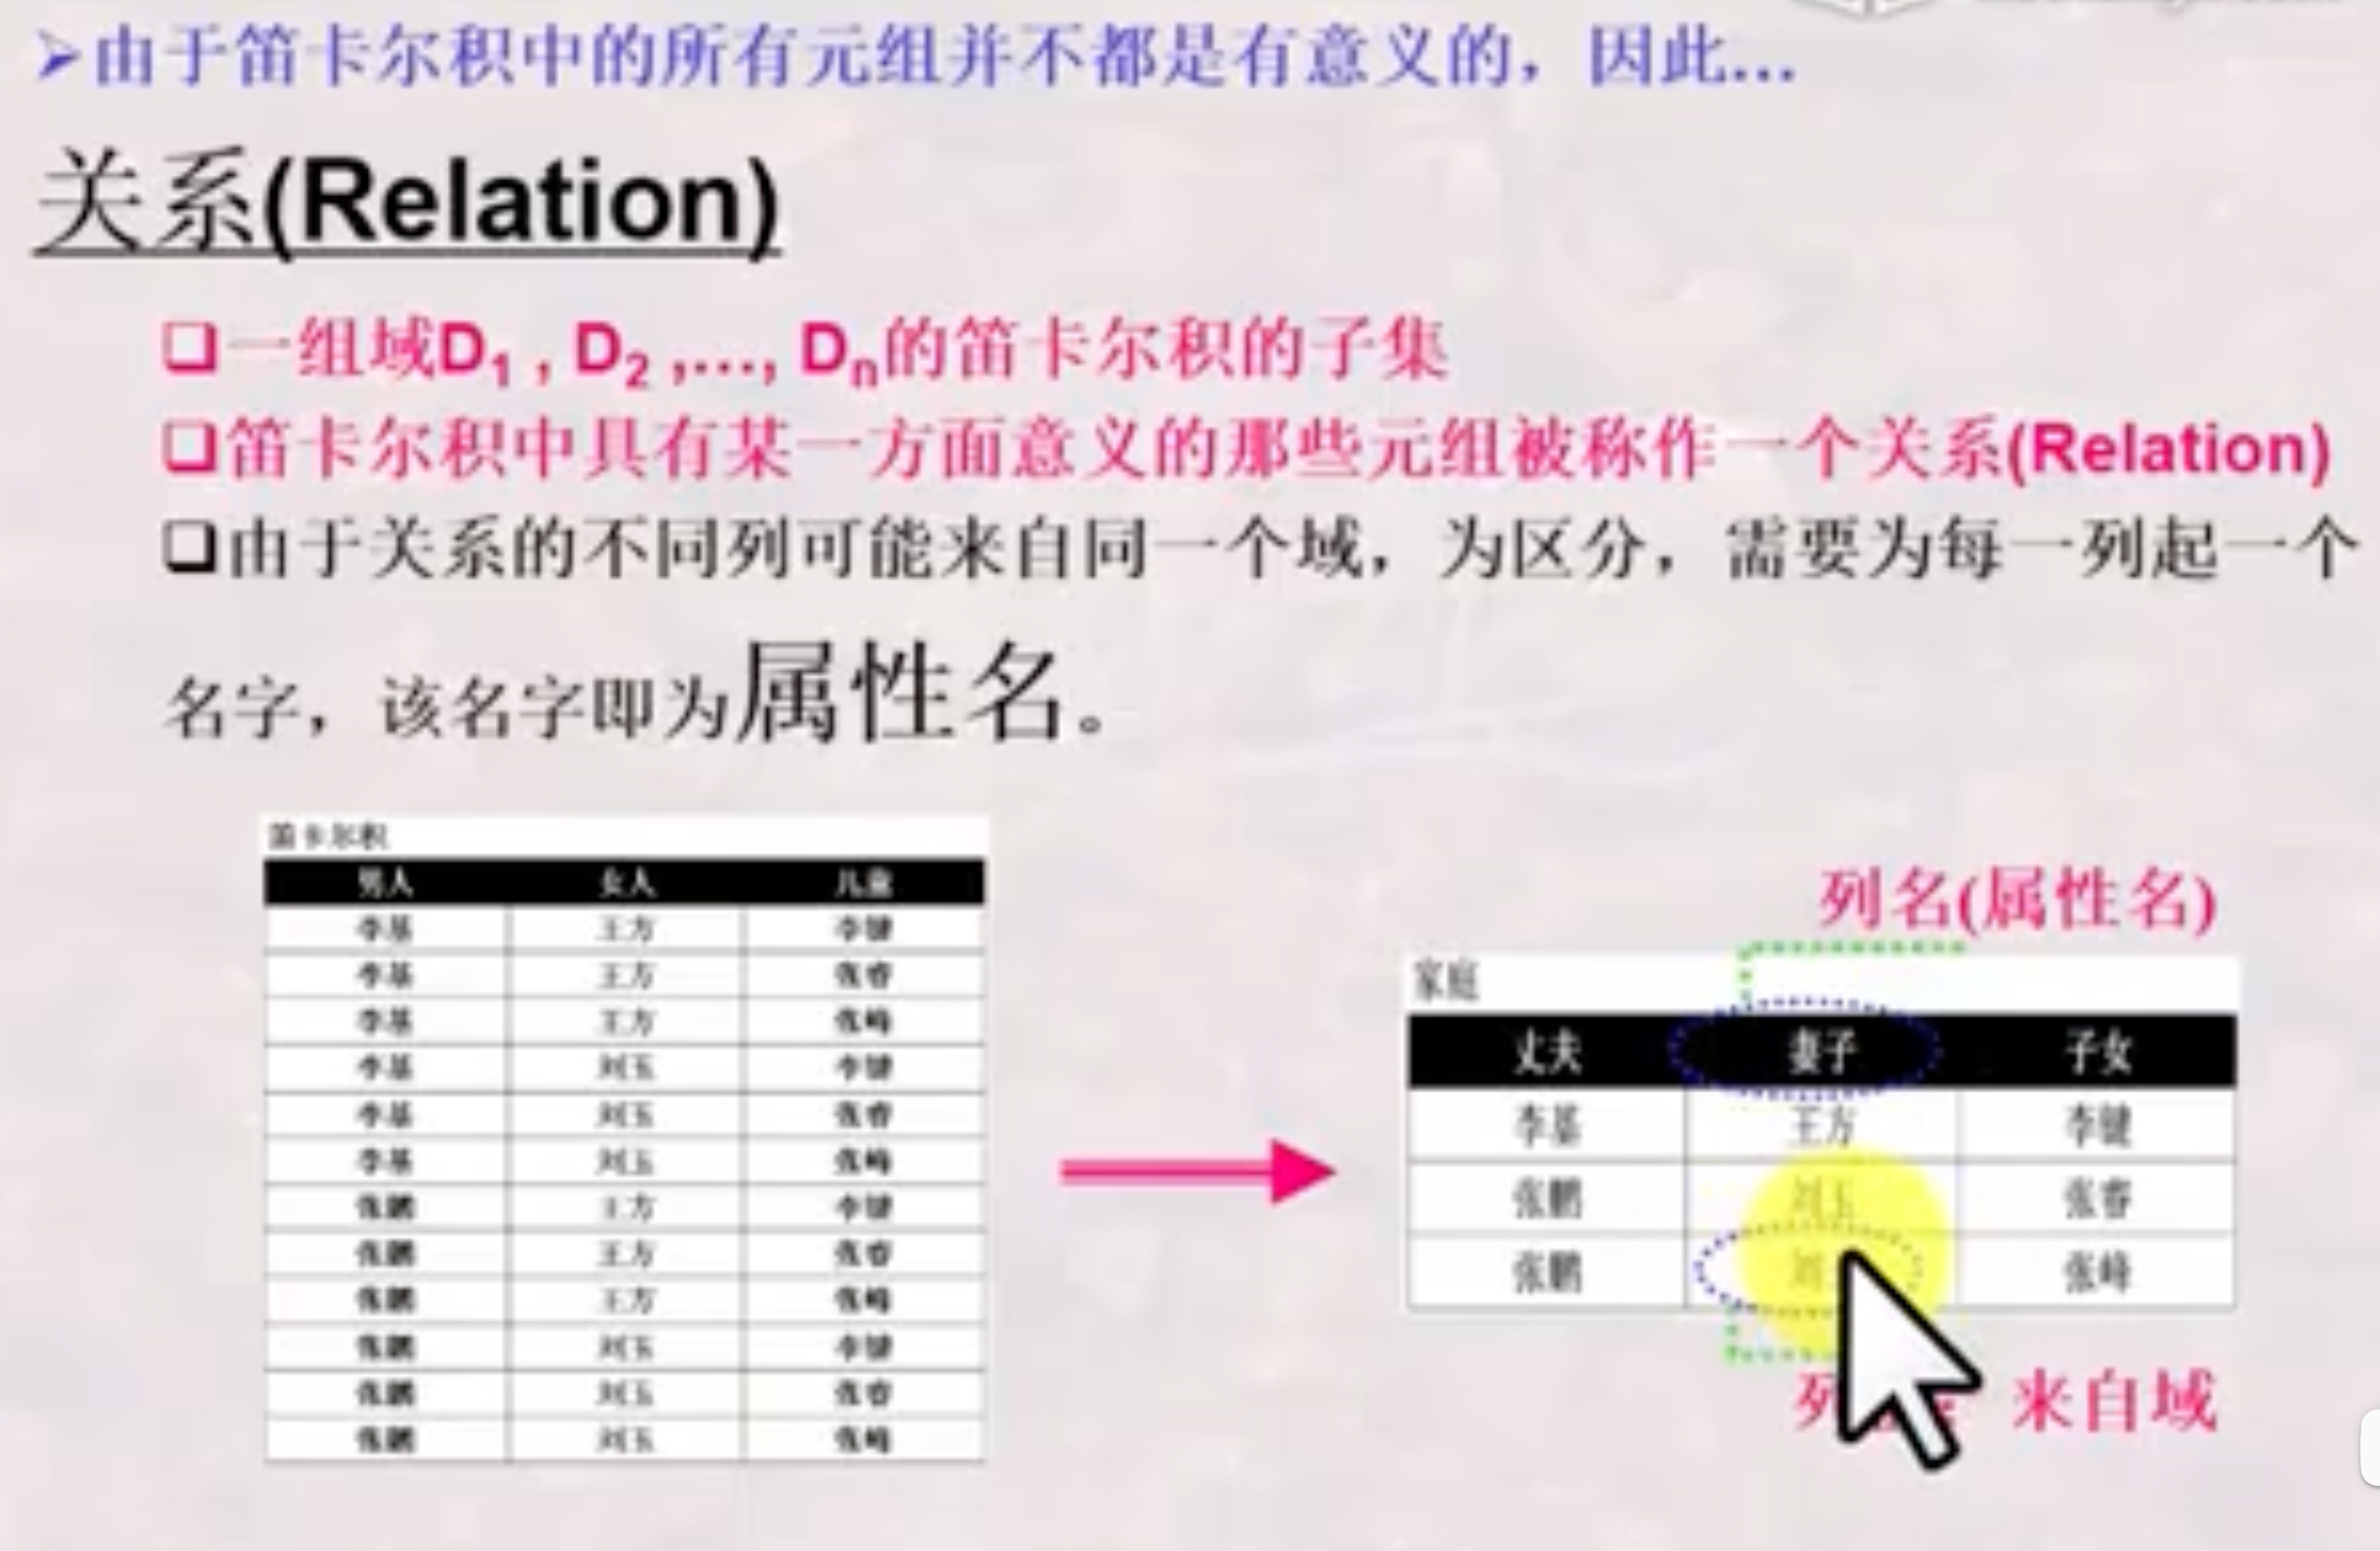 ➢由于笛卡尔积中的所有元组并不都是有意义的，因此...
关系(Relation)
❑一组域D₁ , D₂ ,..., Dₙ的笛卡尔积的子集
❑笛卡尔积中具有某一方面意义的那些元组被称作一个关系(Relation)
❑由于关系的不同列可能来自同一个域，为区分，需要为每一列起一个
名字，该名字即为属性名。
笛卡尔积
男人 女人 儿童
李基 王方 李键
李基 王方 张睿
李基 王方 张峰
李基 刘玉 李键
李基 刘玉 张睿
李基 刘玉 张峰
张鹏 王方 李键
张鹏 王方 张睿
张鹏 王方 张峰
张鹏 刘玉 李键
张鹏 刘玉 张睿
张鹏 刘玉 张峰
列名(属性名)
家庭
丈夫 妻子 子女
李基 王方 李键
张鹏 刘玉 张睿
张鹏 刘 张峰
列 来自域